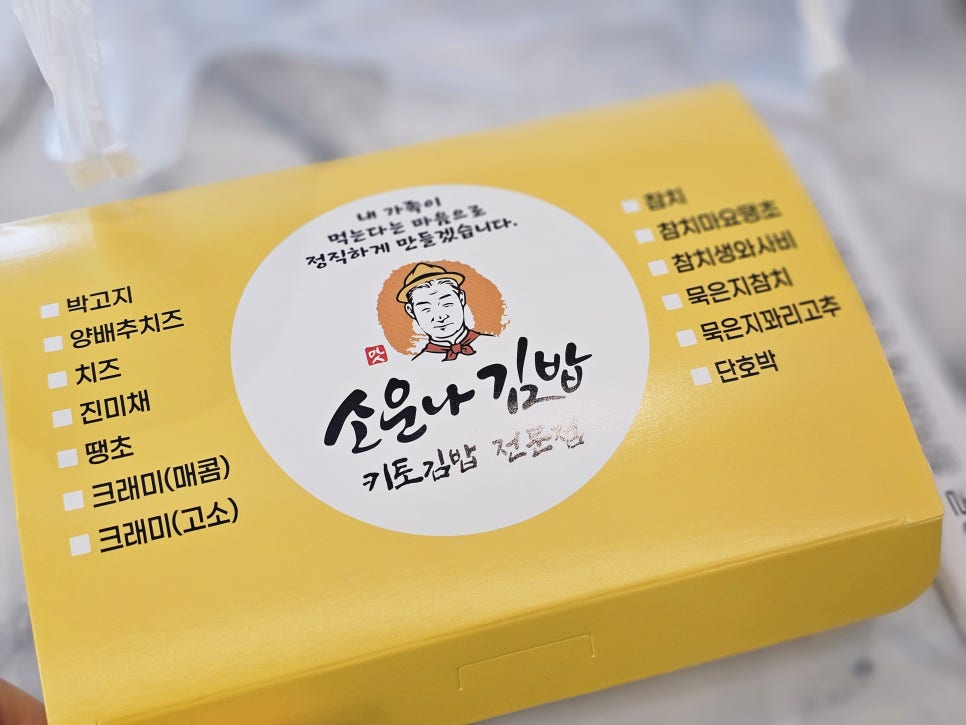 박고지
양배추치즈
치즈
진미채
땡초
크래미(매콤)
크래미(고소)
내 가족이
먹는다는 마음으로
정직하게 만들겠습니다.
맛
소운나 김밥
키토김밥 전문점
참치
참치마요땡초
참치생와사비
묵은지참치
묵은지꽈리고추
단호박